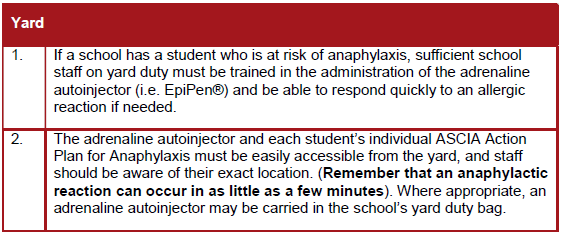 Yard
1. If a school has a student who is at risk of anaphylaxis, sufficient school
staff on yard duty must be trained in the administration of the adrenaline
autoinjector (i.e. EpiPen®) and be able to respond quickly to an allergic
reaction if needed.
2. The adrenaline autoinjector and each student’s individual ASCIA Action
Plan for Anaphylaxis must be easily accessible from the yard, and staff
should be aware of their exact location. (Remember that an anaphylactic
reaction can occur in as little as a few minutes). Where appropriate, an
adrenaline autoinjector may be carried in the school’s yard duty bag.